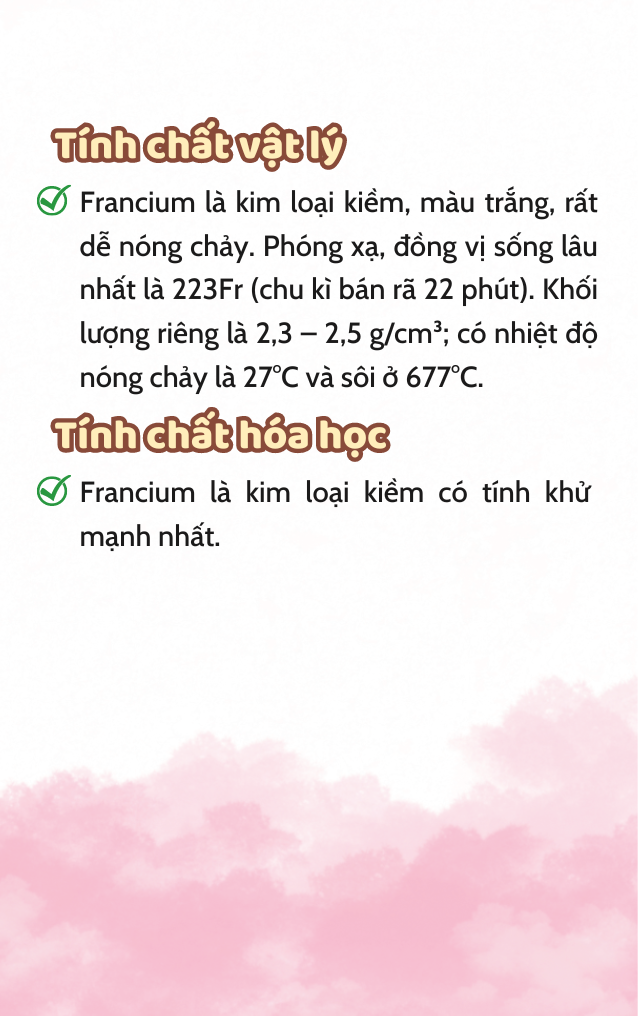 Tính chất vật lý
Francium là kim loại kiềm, màu trắng, rất
dễ nóng chảy. Phóng xạ, đồng vị sống lâu
nhất là 223Fr (chu kì bán rã 22 phút). Khối
lượng riêng là 2,3 – 2,5 g/cm³; có nhiệt độ
nóng chảy là 27°C và sôi ở 677°C.
Tính chất hóa học
Francium là kim loại kiềm có tính khử
mạnh nhất.